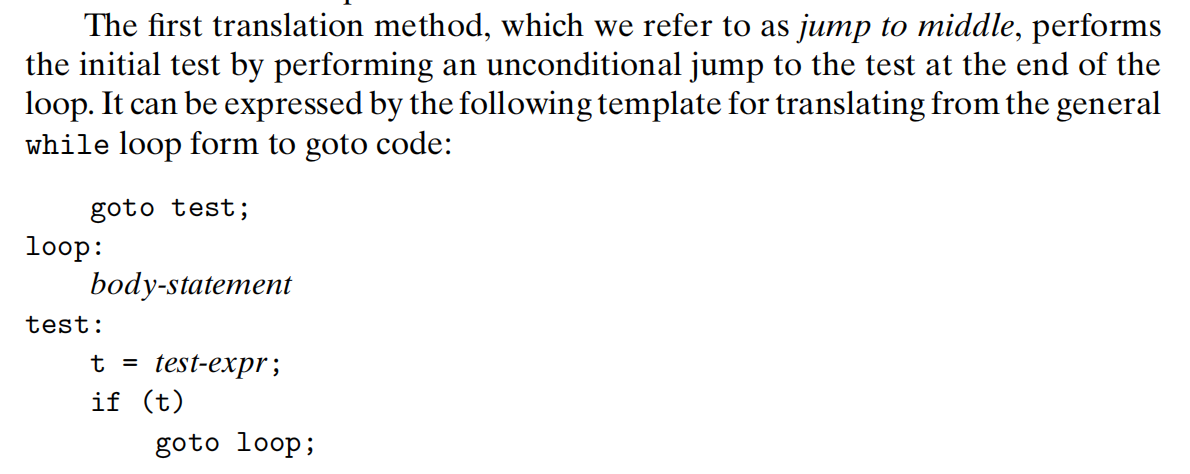 The first translation method, which we refer to as jump to middle, performs
the initial test by performing an unconditional jump to the test at the end of the
loop. It can be expressed by the following template for translating from the general
while loop form to goto code:
goto test;
loop:
body-statement
test:
t = test-expr;
if (t)
goto loop;